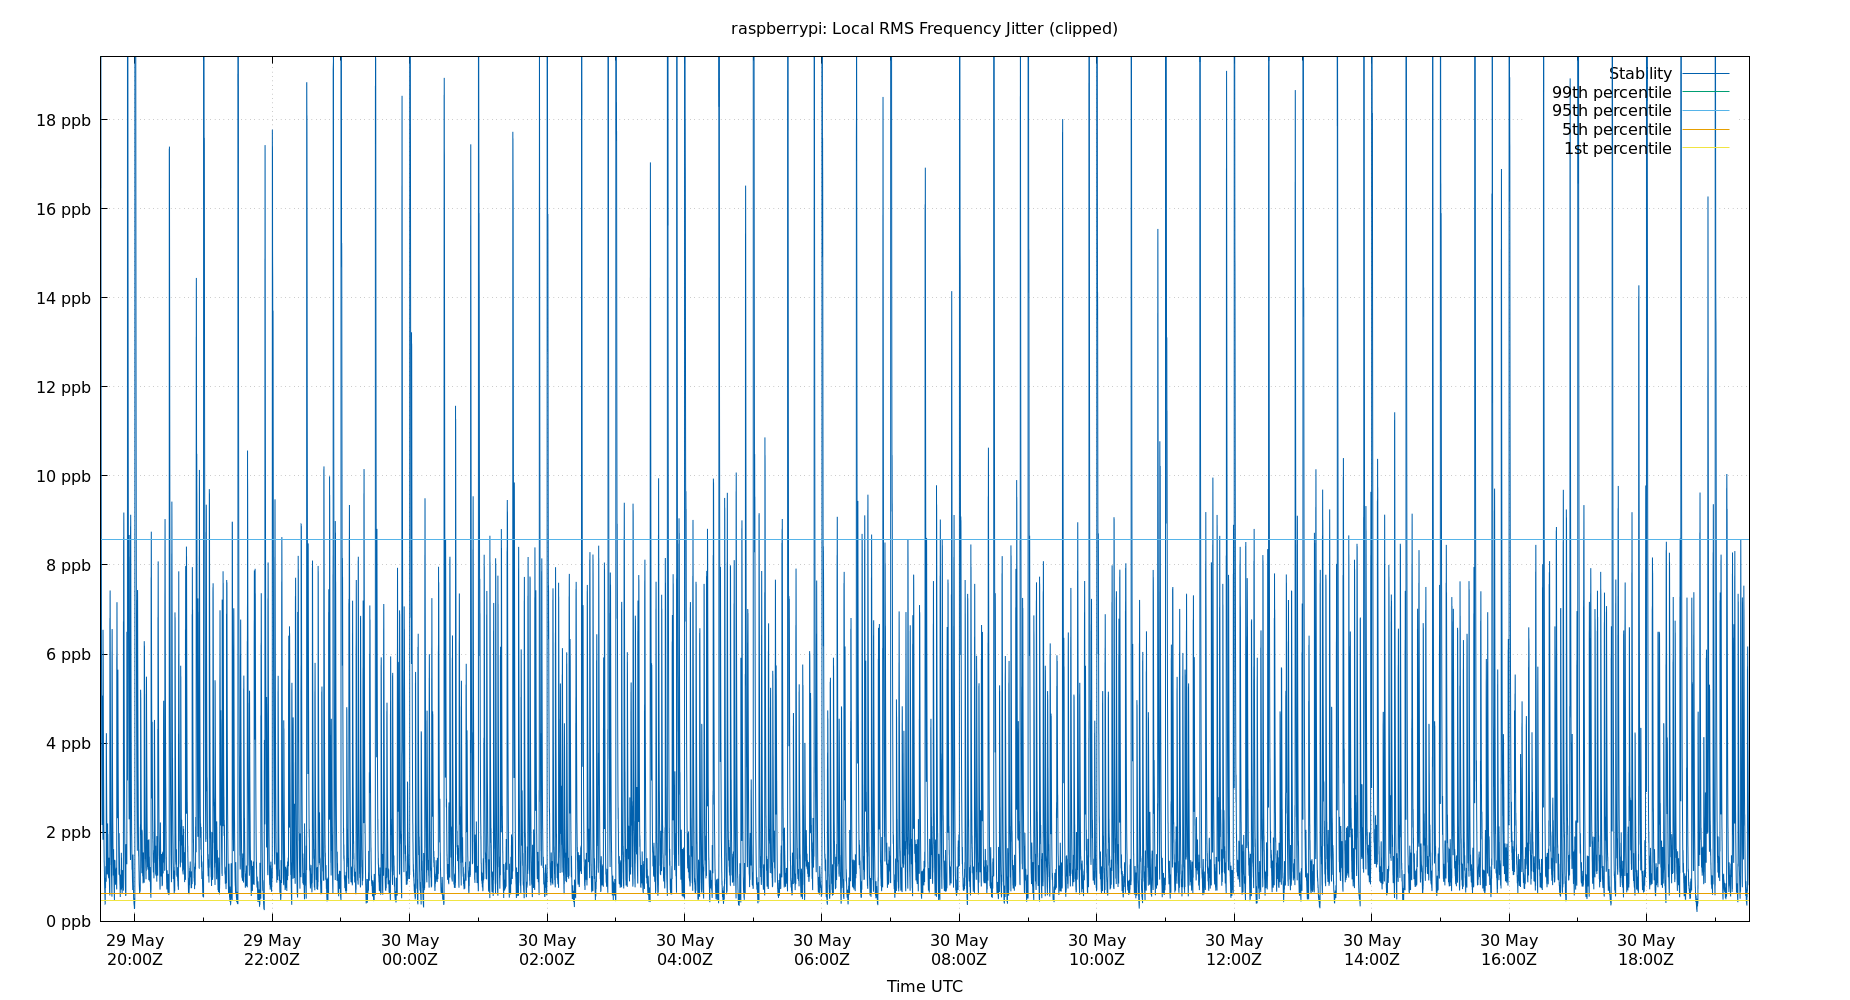 raspberrypi: Local RMS Frequency Jitter (clipped)
Stability
99th percentile
95th percentile
5th percentile
1st percentile
18 ppb
16 ppb
14 ppb
12 ppb
10 ppb
8 ppb
6 ppb
4 ppb
2 ppb
0 ppb
29 May 29 May 30 May 30 May 30 May 30 May 30 May 30 May 30 May 30 May 30 May 30 May
20:00Z 22:00Z 00:00Z 02:00Z 04:00Z 06:00Z 08:00Z 10:00Z 12:00Z 14:00Z 16:00Z 18:00Z
Time UTC